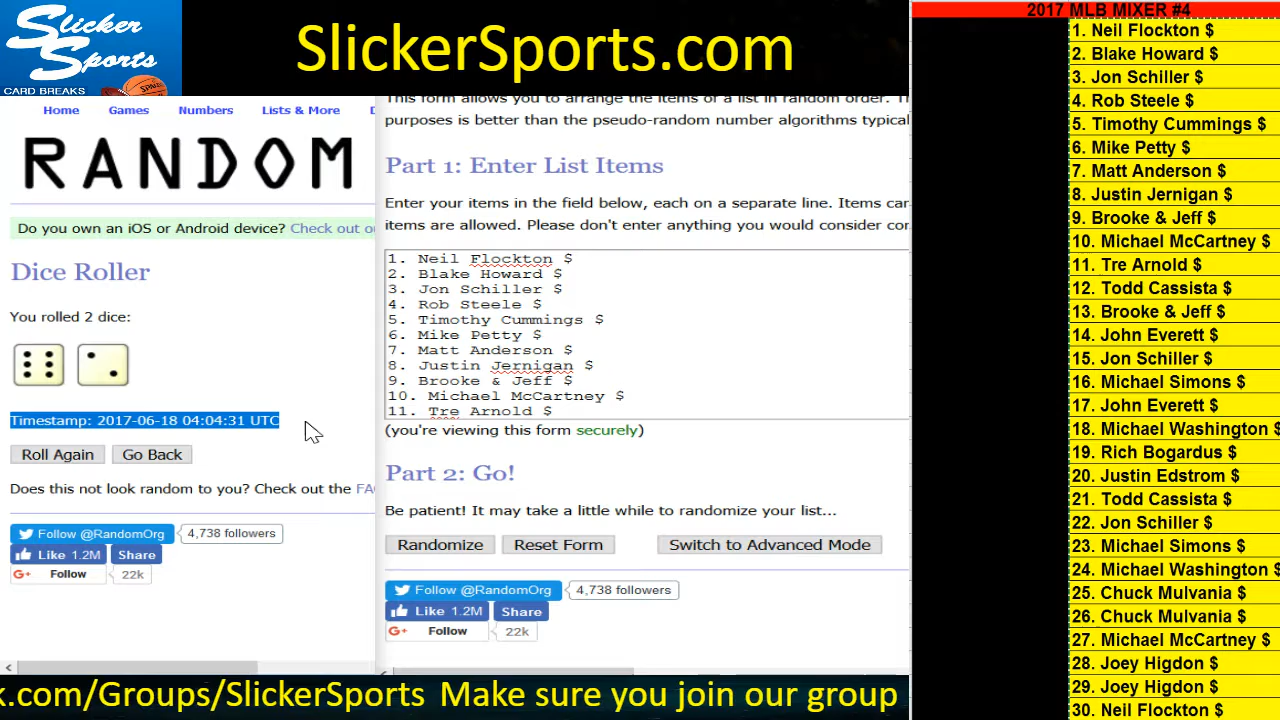 Slicker
Sports
CARD BREAKS
SPALDING
SlickerSports.com
Home Games Numbers Lists & More
RANDOM
Do you own an iOS or Android device? Check out
Dice Roller
You rolled 2 dice:
Timestamp: 2017-06-18 04:04:31 UTC
Roll Again Go Back
Does this not look random to you? Check out the FA
Follow @RandomOrg 4,738 followers
Like 1.2M Share
G+ Follow 22k
This form allows you to arrange the items of a list in random order. T
purposes is better than the pseudo-random number algorithms typical
Part 1: Enter List Items
Enter your items in the field below, each on a separate line. Items can
items are allowed. Please don't enter anything you would consider con
1. Neil Flockton $
2. Blake Howard $
3. Jon Schiller $
4. Rob Steele $
5. Timothy Cummings $
6. Mike Petty $
7. Matt Anderson $
8. Justin Jernigan $
9. Brooke & Jeff $
10. Michael McCartney $
11. Tre Arnold $
(you're viewing this form securely)
Part 2: Go!
Be patient! It may take a little while to randomize your list...
Randomize Reset Form Switch to Advanced Mode
Follow @RandomOrg 4,738 followers
Like 1.2M Share
G+ Follow 22k
k.com/Groups/SlickerSports Make sure you join our group
2017 MLB MIXER #4
1. Neil Flockton $
2. Blake Howard $
3. Jon Schiller $
4. Rob Steele $
5. Timothy Cummings $
6. Mike Petty $
7. Matt Anderson $
8. Justin Jernigan $
9. Brooke & Jeff $
10. Michael McCartney $
11. Tre Arnold $
12. Todd Cassista $
13. Brooke & Jeff $
14. John Everett $
15. Jon Schiller $
16. Michael Simons $
17. John Everett $
18. Michael Washington $
19. Rich Bogardus $
20. Justin Edstrom $
21. Todd Cassista $
22. Jon Schiller $
23. Michael Simons $
24. Michael Washington $
25. Chuck Mulvania $
26. Chuck Mulvania $
27. Michael McCartney $
28. Joey Higdon $
29. Joey Higdon $
30. Neil Flockton $